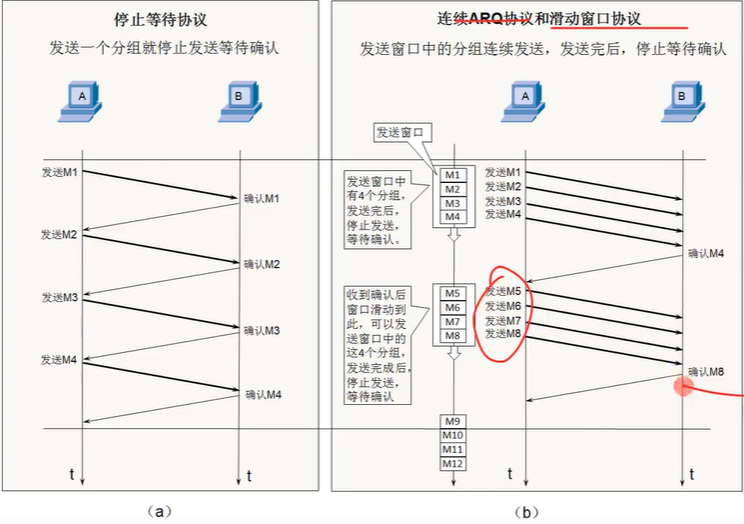 停止等待协议
发送一个分组就停止发送等待确认
A
B
发送M1
确认M1
发送M2
确认M2
发送M3
确认M3
发送M4
确认M4
t
t
(a)
连续ARQ协议和滑动窗口协议
发送窗口中的分组连续发送，发送完后，停止等待确认
A
B
发送窗口
发送窗口中
有4个分组，
发送完后，
停止发送，
等待确认。
M1
M2
M3
M4
发送M1
发送M2
发送M3
发送M4
确认M4
收到确认后
窗口滑动到
此，可以发
送窗口中的
这4个分组，
发送完成后，
停止发送，
等待确认
M5
M6
M7
M8
发送M5
发送M6
发送M7
发送M8
确认M8
M9
M10
M11
M12
t
t
(b)